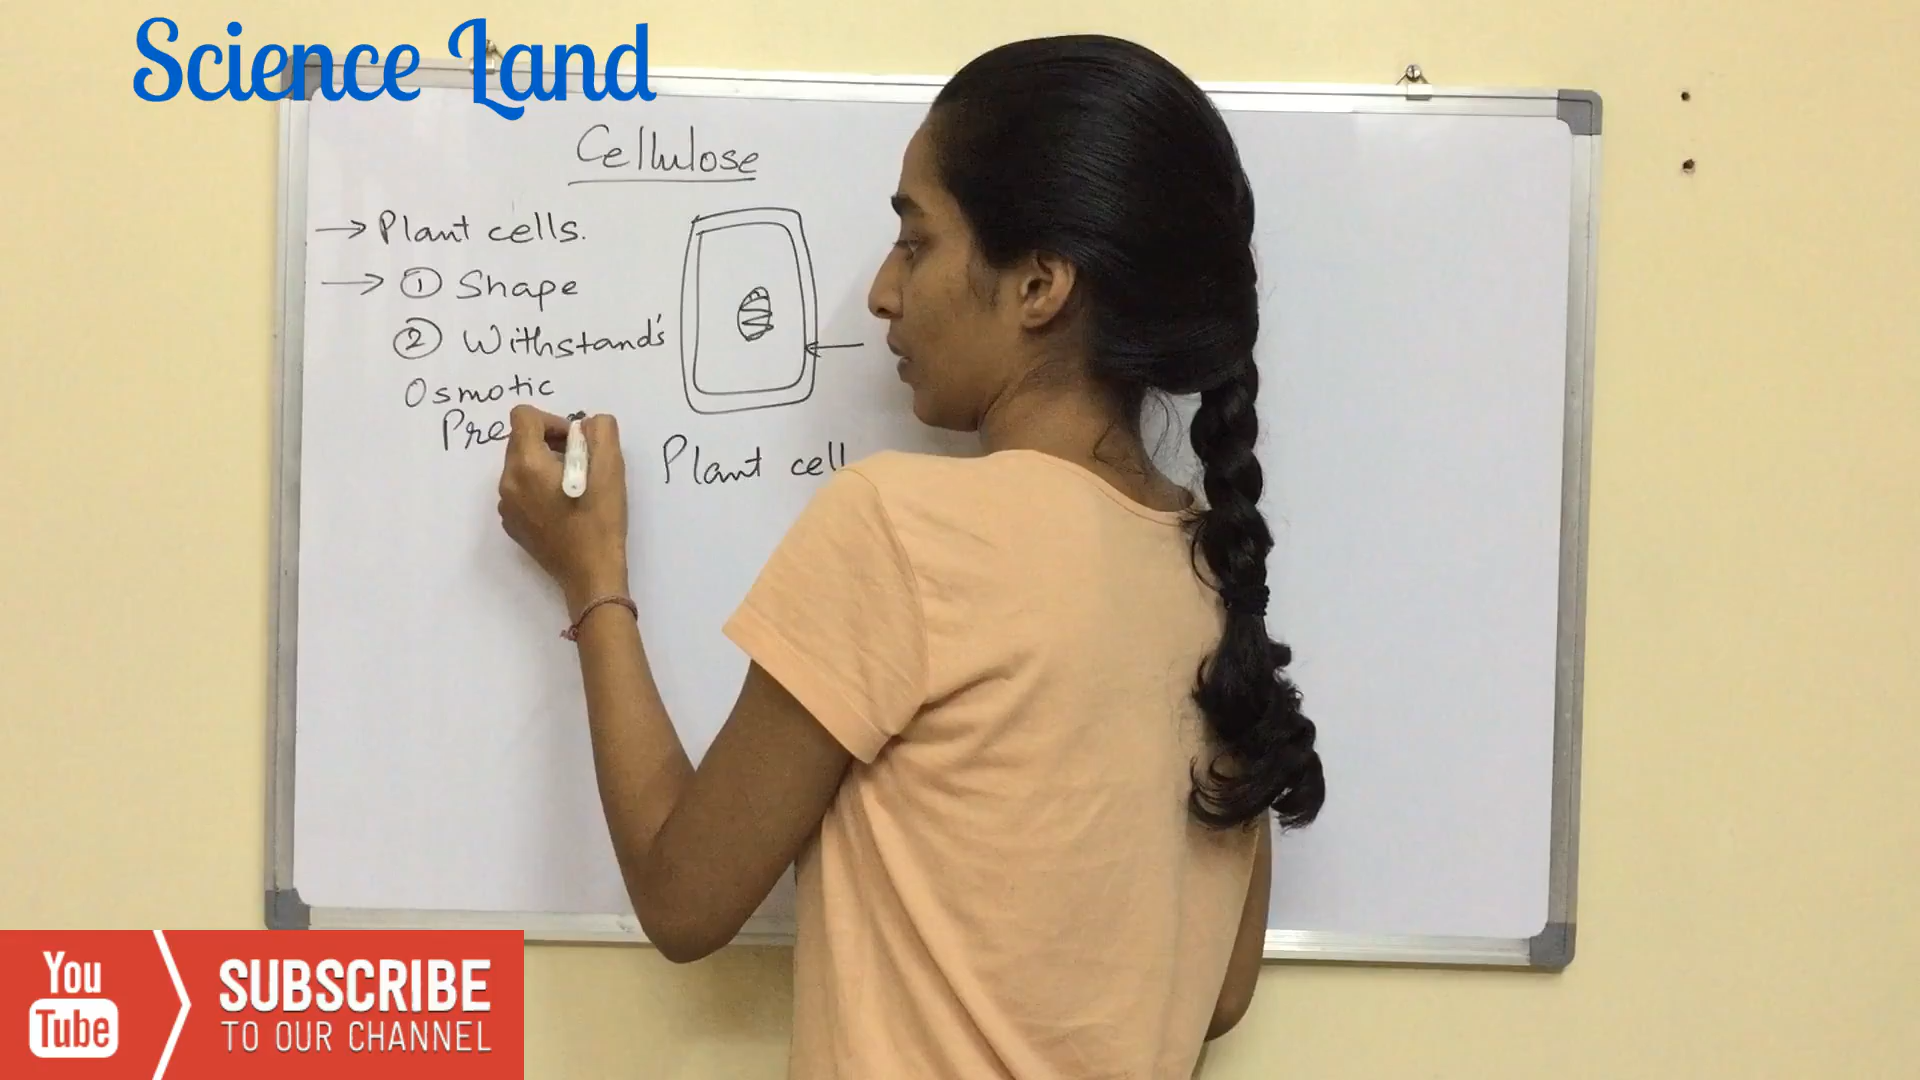 Science Land
Cellulose
→ Plant cells.
→ ① Shape
② Withstand's
Osmotic
Pre
Plant cell
You
Tube
SUBSCRIBE
TO OUR CHANNEL